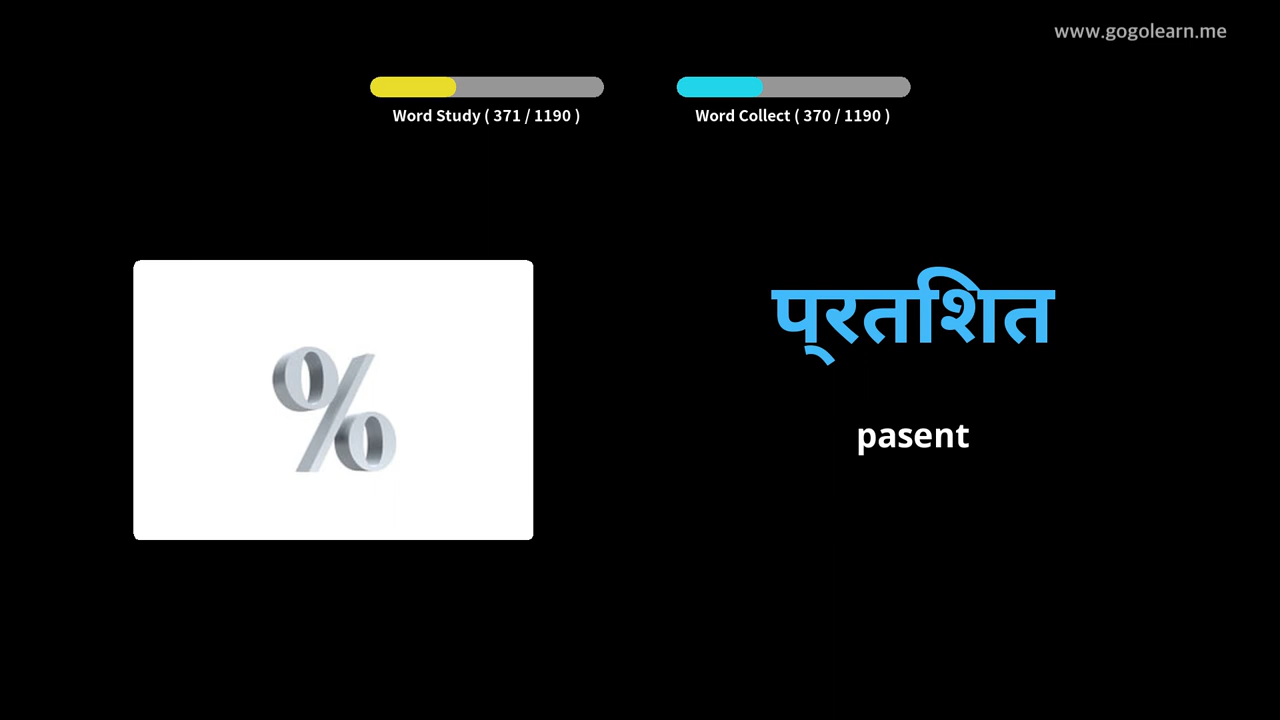 www.gogolearn.me
Word Study ( 371 / 1190 )
Word Collect ( 370 / 1190 )
प्‌रतशित
pasent